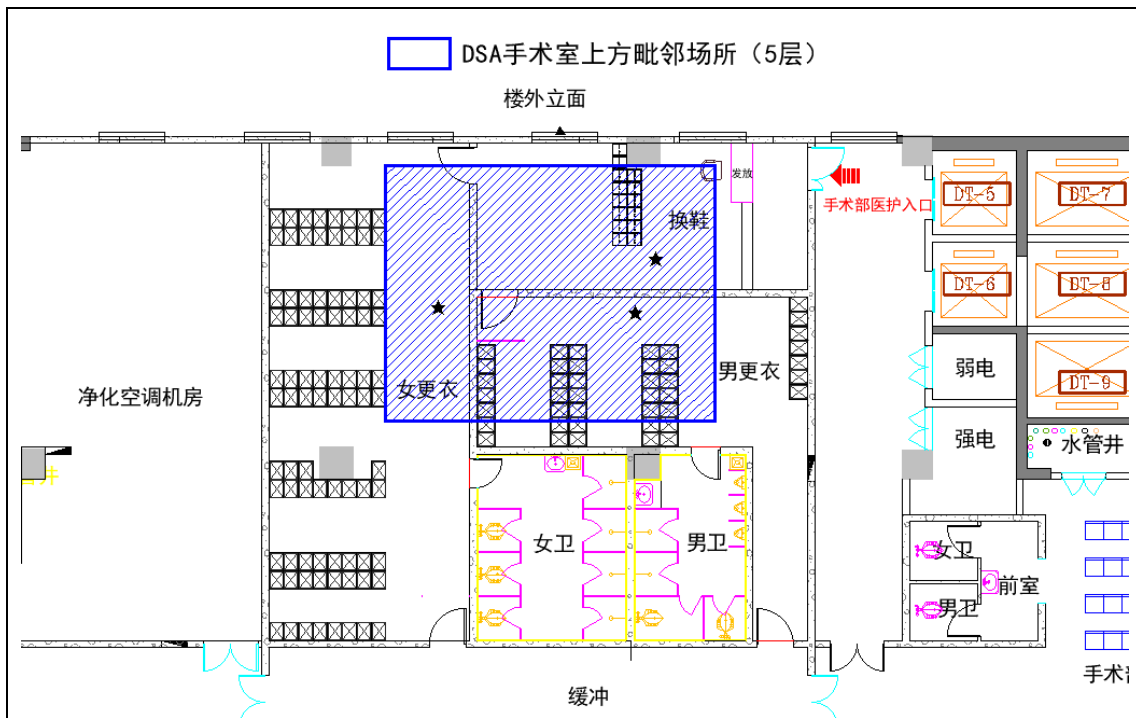 DSA手术室上方毗邻场所（5层）
楼外立面
发放
换鞋
手术部医护入口
DT-5
DT-7
DT-6
DT-8
女更衣
男更衣
净化空调机房
弱电
DT-9
强电
水管井
女卫
男卫
女卫
前室
男卫
手术
缓冲